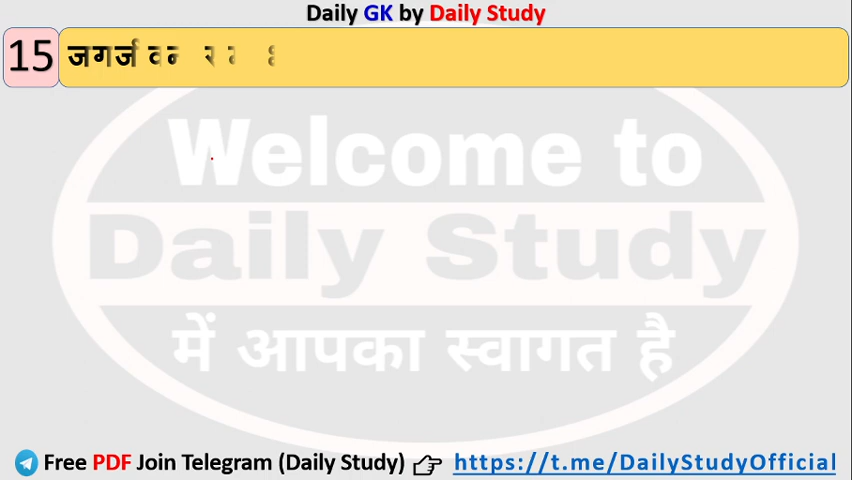 Daily GK by Daily Study
15
Welcome to
Daily Study
में आपका स्वागत है
Free PDF Join Telegram (Daily Study) https://t.me/DailyStudyOfficial